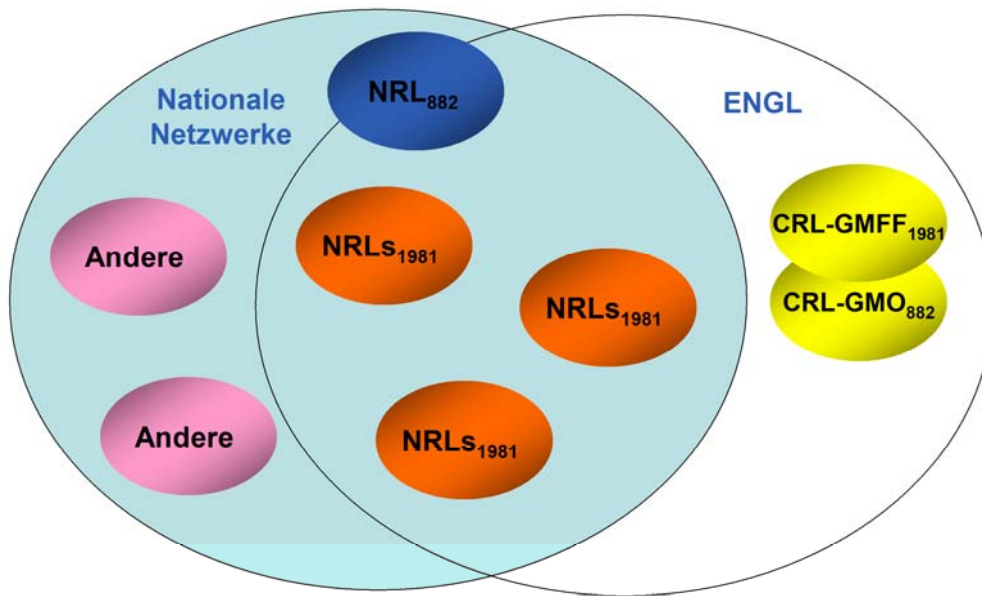 NRL₈₈₂
Nationale
Netzwerke
ENGL
Andere
NRLs₁₉₈₁
NRLs₁₉₈₁
CRL-GMFF₁₉₈₁
CRL-GMO₈₈₂
Andere
NRLs₁₉₈₁